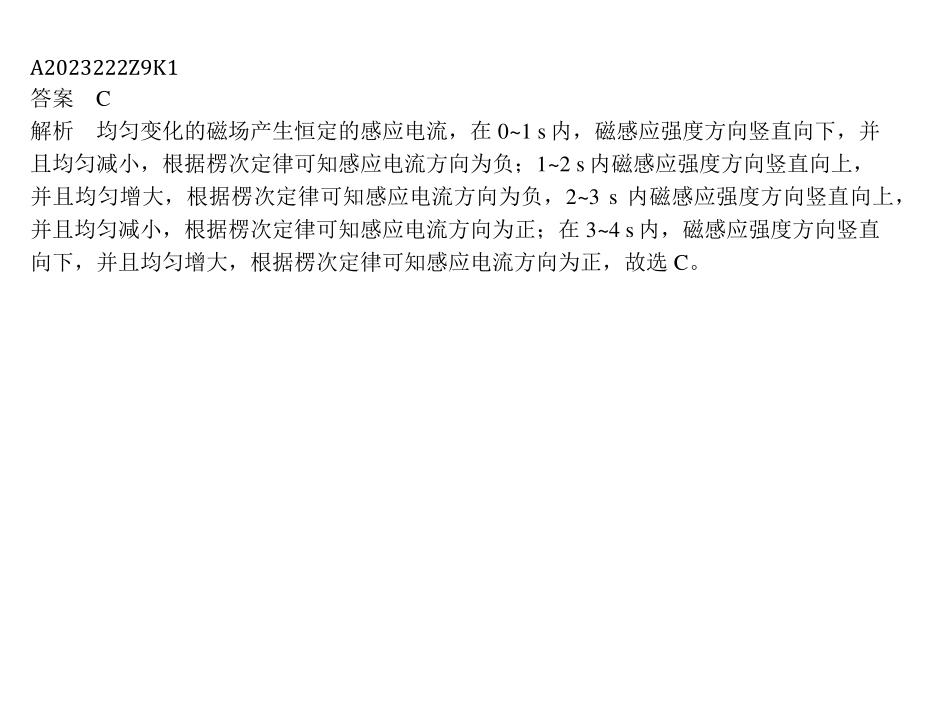 A2023222Z9K1
答案 C
解析 均匀变化的磁场产生恒定的感应电流，在 0~1 s 内，磁感应强度方向竖直向下，并
且均匀减小，根据楞次定律可知感应电流方向为负；1~2 s 内磁感应强度方向竖直向上，
并且均匀增大，根据楞次定律可知感应电流方向为负，2~3 s 内磁感应强度方向竖直向上，
并且均匀减小，根据楞次定律可知感应电流方向为正；在 3~4 s 内，磁感应强度方向竖直
向下，并且均匀增大，根据楞次定律可知感应电流方向为正，故选 C。